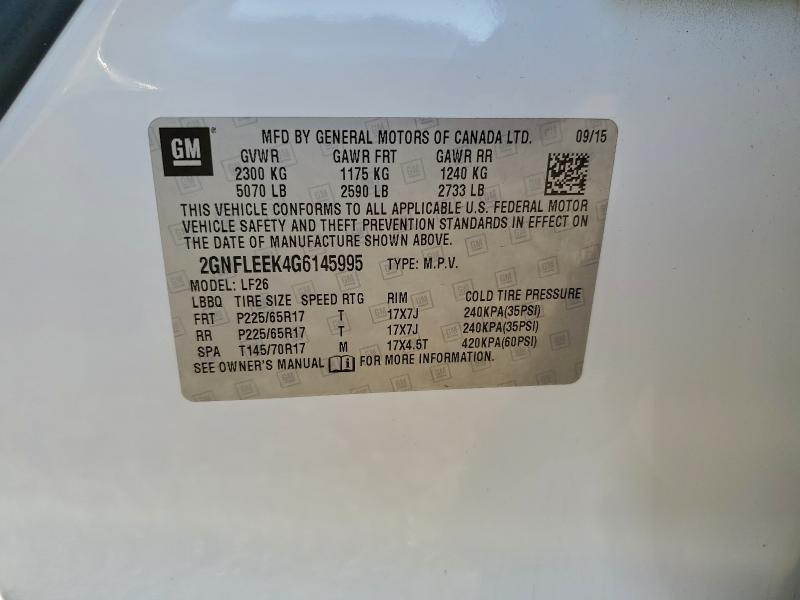 GM ® MFD BY GENERAL MOTORS OF CANADA LTD. 09/15
GVWR GAWR FRT GAWR RR
2300 KG 1175 KG 1240 KG
5070 LB 2590 LB 2733 LB
THIS VEHICLE CONFORMS TO ALL APPLICABLE U.S. FEDERAL MOTOR
VEHICLE SAFETY AND THEFT PREVENTION STANDARDS IN EFFECT ON
THE DATE OF MANUFACTURE SHOWN ABOVE.
2GNFLEEK4G6145995 TYPE: M.P.V.
MODEL: LF26
LBBQ TIRE SIZE SPEED RTG RIM COLD TIRE PRESSURE
FRT P225/65R17 T 17X7J 240KPA(35PSI)
RR P225/65R17 T 17X7J 240KPA(35PSI)
SPA T145/70R17 M 17X4.5T 420KPA(60PSI)
SEE OWNER'S MANUAL FOR MORE INFORMATION.